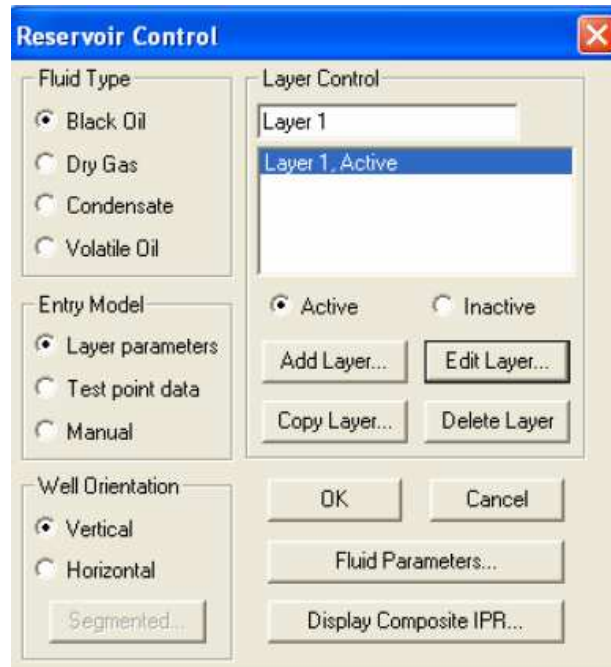 Reservoir Control
Fluid Type
Black Oil
Dry Gas
Condensate
Volatile Oil
Entry Model
Layer parameters
Test point data
Manual
Well Orientation
Vertical
Horizontal
Segmented...
Layer Control
Layer 1
Layer 1, Active
Active Inactive
Add Layer... Edit Layer...
Copy Layer... Delete Layer
OK Cancel
Fluid Parameters...
Display Composite IPR...